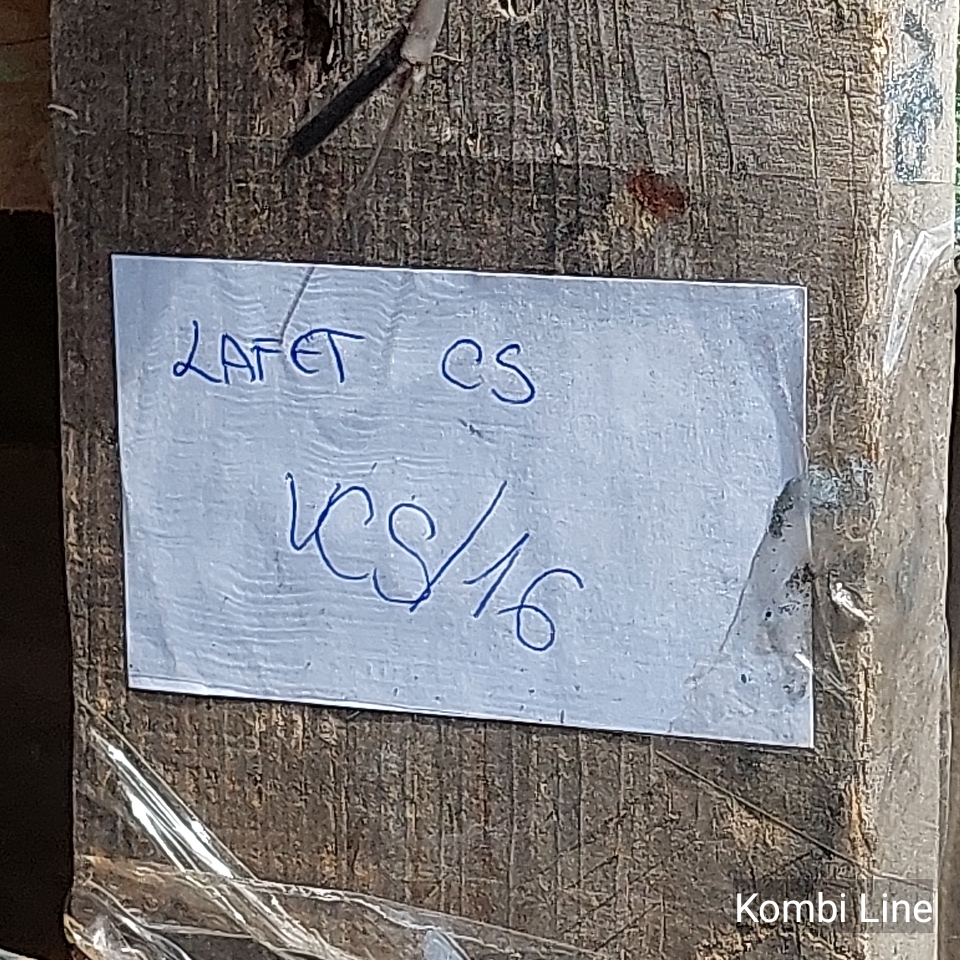 LAFET CS
VCS/16
Kombi Line